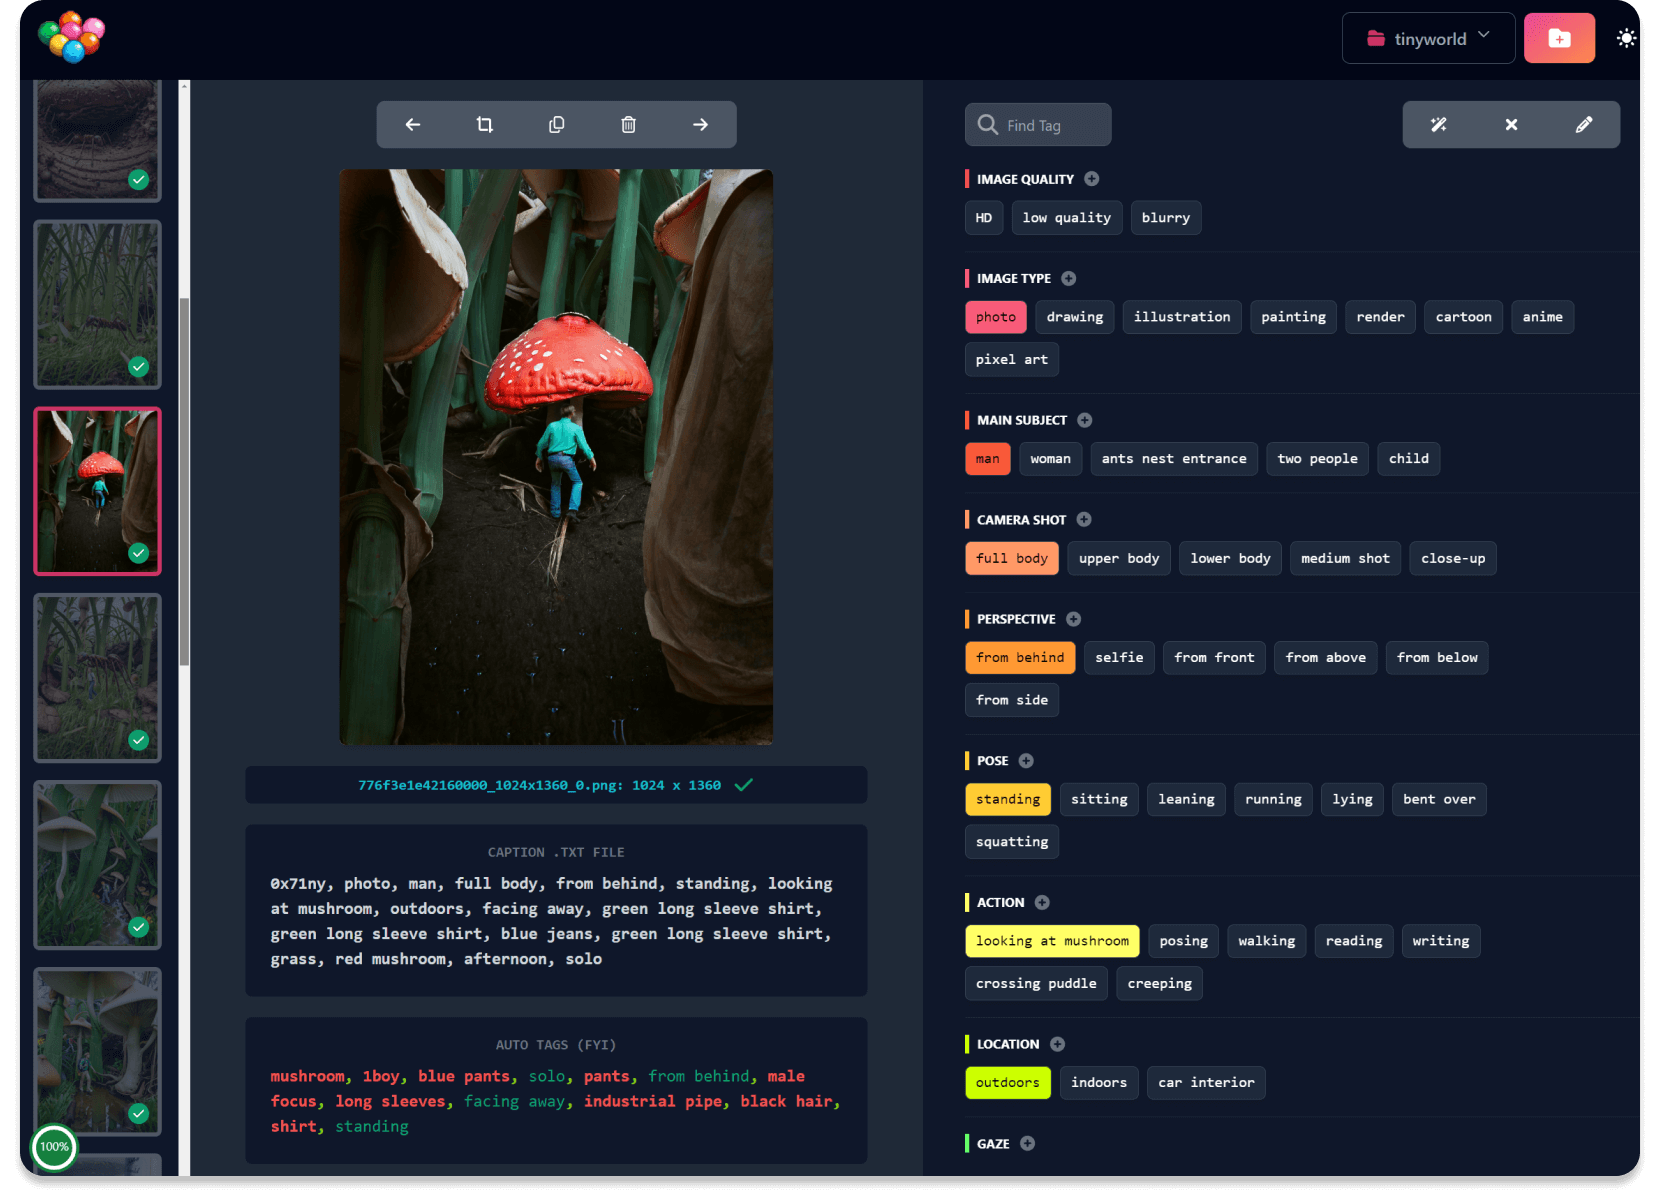 tinyworld
Find Tag
IMAGE QUALITY
HD low quality blurry
IMAGE TYPE
photo drawing illustration painting render cartoon anime
pixel art
MAIN SUBJECT
man woman ants nest entrance two people child
CAMERA SHOT
full body upper body lower body medium shot close-up
PERSPECTIVE
from behind selfie from front from above from below
from side
POSE
standing sitting leaning running lying bent over
squatting
ACTION
looking at mushroom posing walking reading writing
crossing puddle creeping
LOCATION
outdoors indoors car interior
GAZE
776f3e1e42160000_1024x1360_0.png: 1024 x 1360
CAPTION .TXT FILE
0x71ny, photo, man, full body, from behind, standing, looking
at mushroom, outdoors, facing away, green long sleeve shirt,
green long sleeve shirt, blue jeans, green long sleeve shirt,
grass, red mushroom, afternoon, solo
AUTO TAGS (FYI)
mushroom, 1boy, blue pants, solo, pants, from behind, male
focus, long sleeves, facing away, industrial pipe, black hair,
shirt, standing
100%